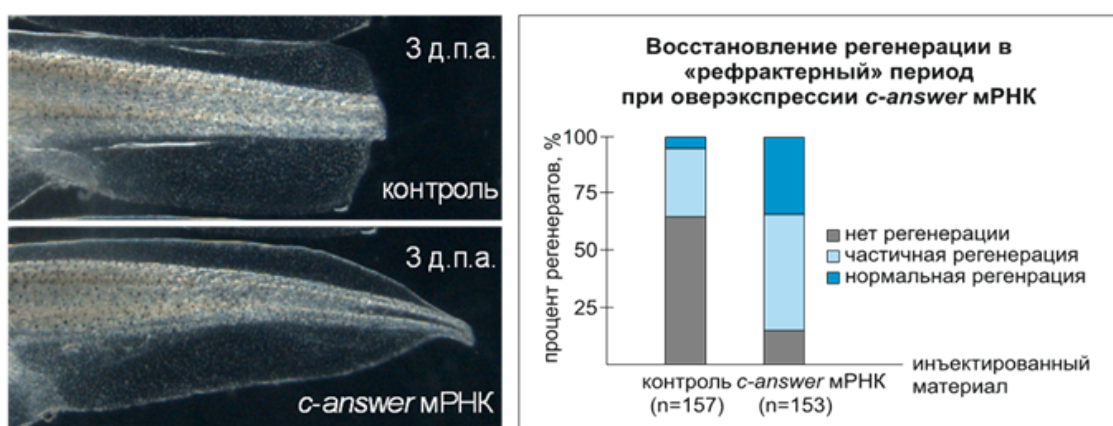 3 д.п.а.
контроль
3 д.п.а.
c-answer мРНК
Восстановление регенерации в
«рефрактерный» период
при оверэкспрессии c-answer мРНК
процент регенератов, %
100
75
50
25
нет регенерации
частичная регенерация
нормальная регенрация
контроль c-answer мРНК
(n=157) (n=153)
инъектированный
материал